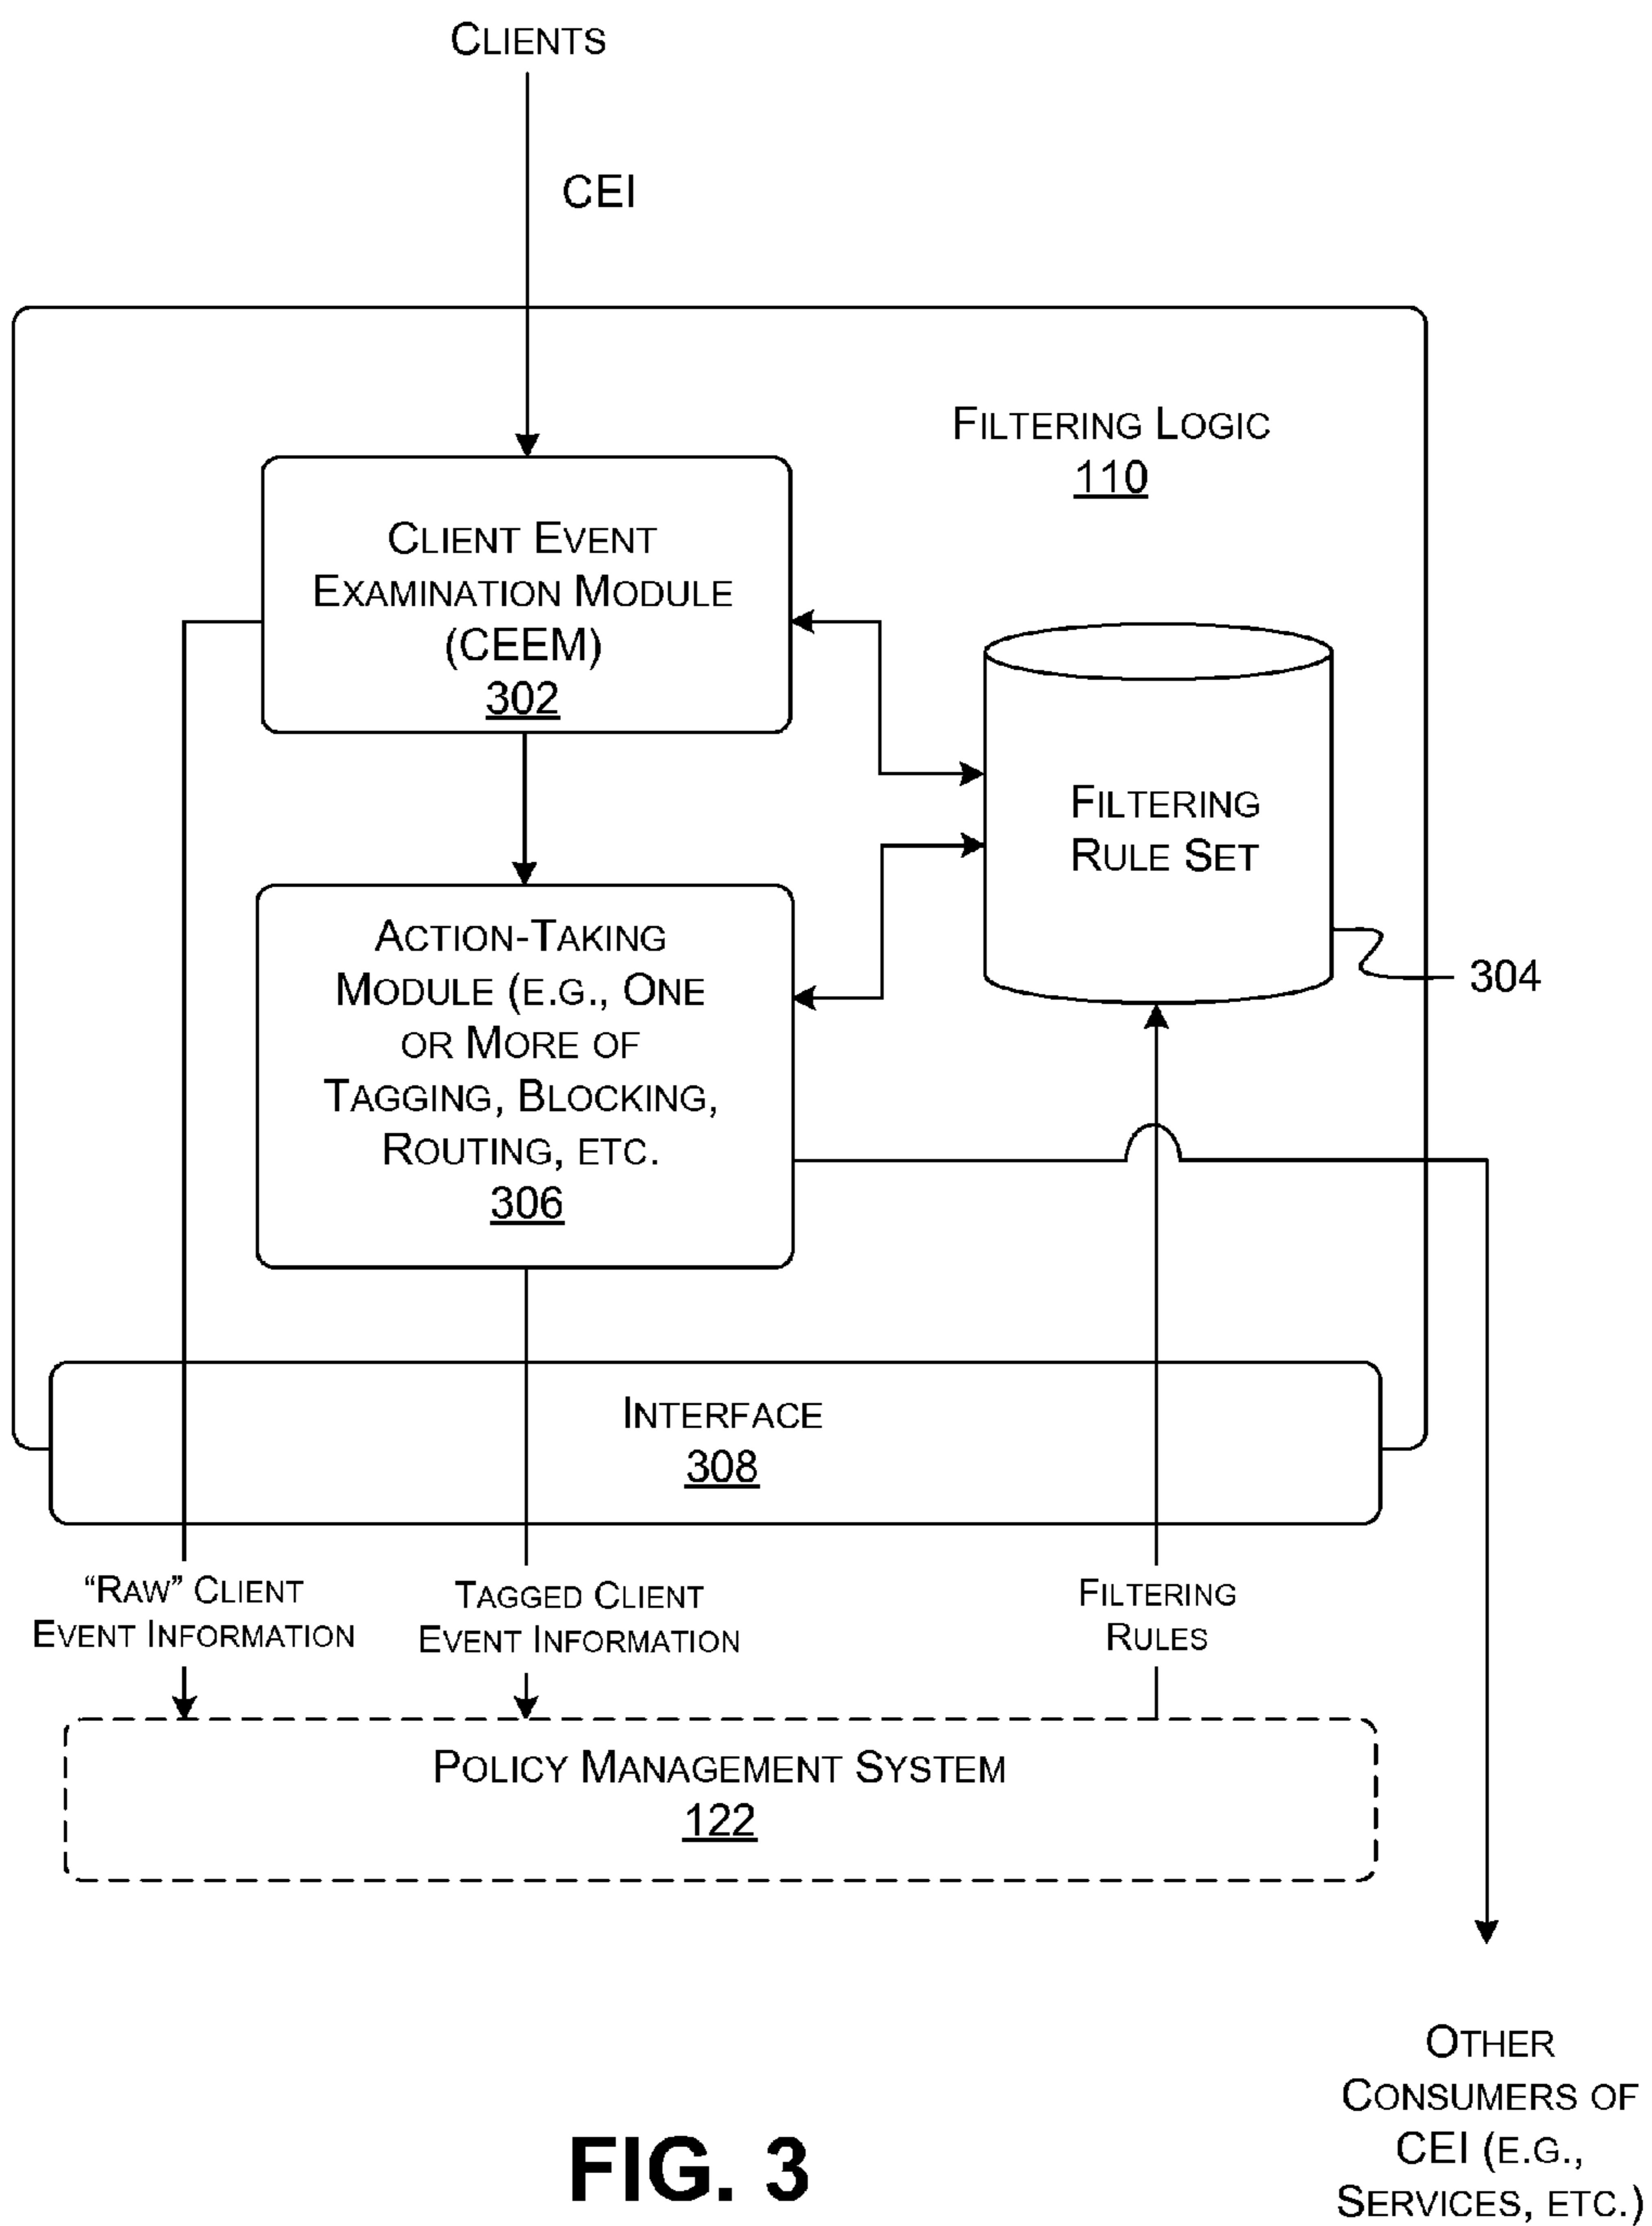 CLIENTS
CEI
FILTERING LOGIC
110
CLIENT EVENT
EXAMINATION MODULE
(CEEM)
302
FILTERING
RULE SET
304
ACTION-TAKING
MODULE (E.G., ONE
OR MORE OF
TAGGING, BLOCKING,
ROUTING, ETC.
306
INTERFACE
308
“RAW” CLIENT
EVENT INFORMATION
TAGGED CLIENT
EVENT INFORMATION
FILTERING
RULES
POLICY MANAGEMENT SYSTEM
122
OTHER
CONSUMERS OF
CEI (E.G.,
SERVICES, ETC.)
FIG. 3